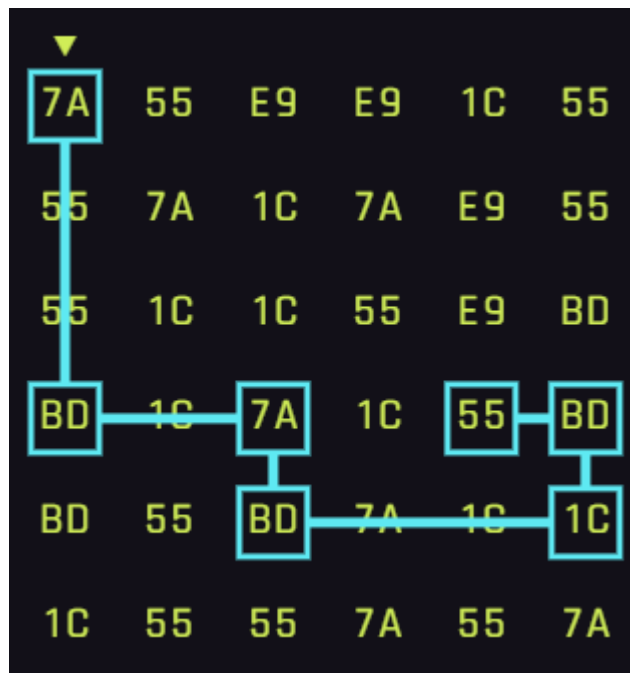 7A 55 E9 E9 1C 55
55 7A 1C 7A E9 55
55 1C 1C 55 E9 BD
BD 1C 7A 1C 55 BD
BD 55 BD 7A 1C 1C
1C 55 55 7A 55 7A